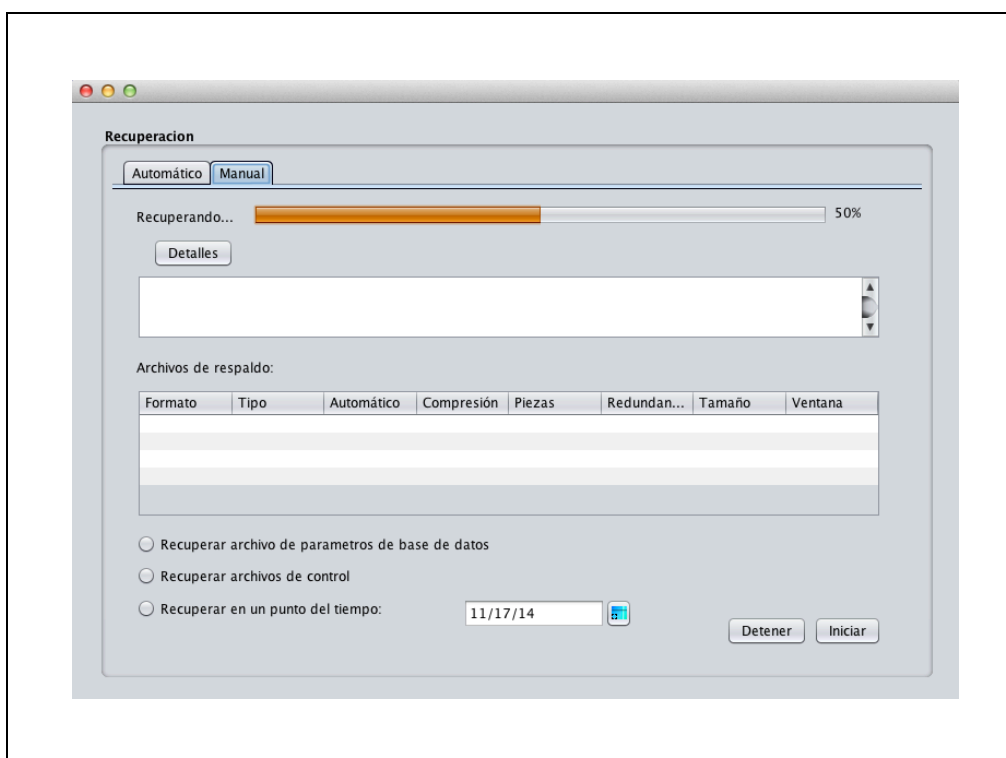 Recuperacion
Automático Manual
Recuperando... 50%
Detalles
Archivos de respaldo:
Formato Tipo Automático Compresión Piezas Redundan... Tamaño Ventana
Recuperar archivo de parametros de base de datos
Recuperar archivos de control
Recuperar en un punto del tiempo: 11/17/14
Detener Iniciar